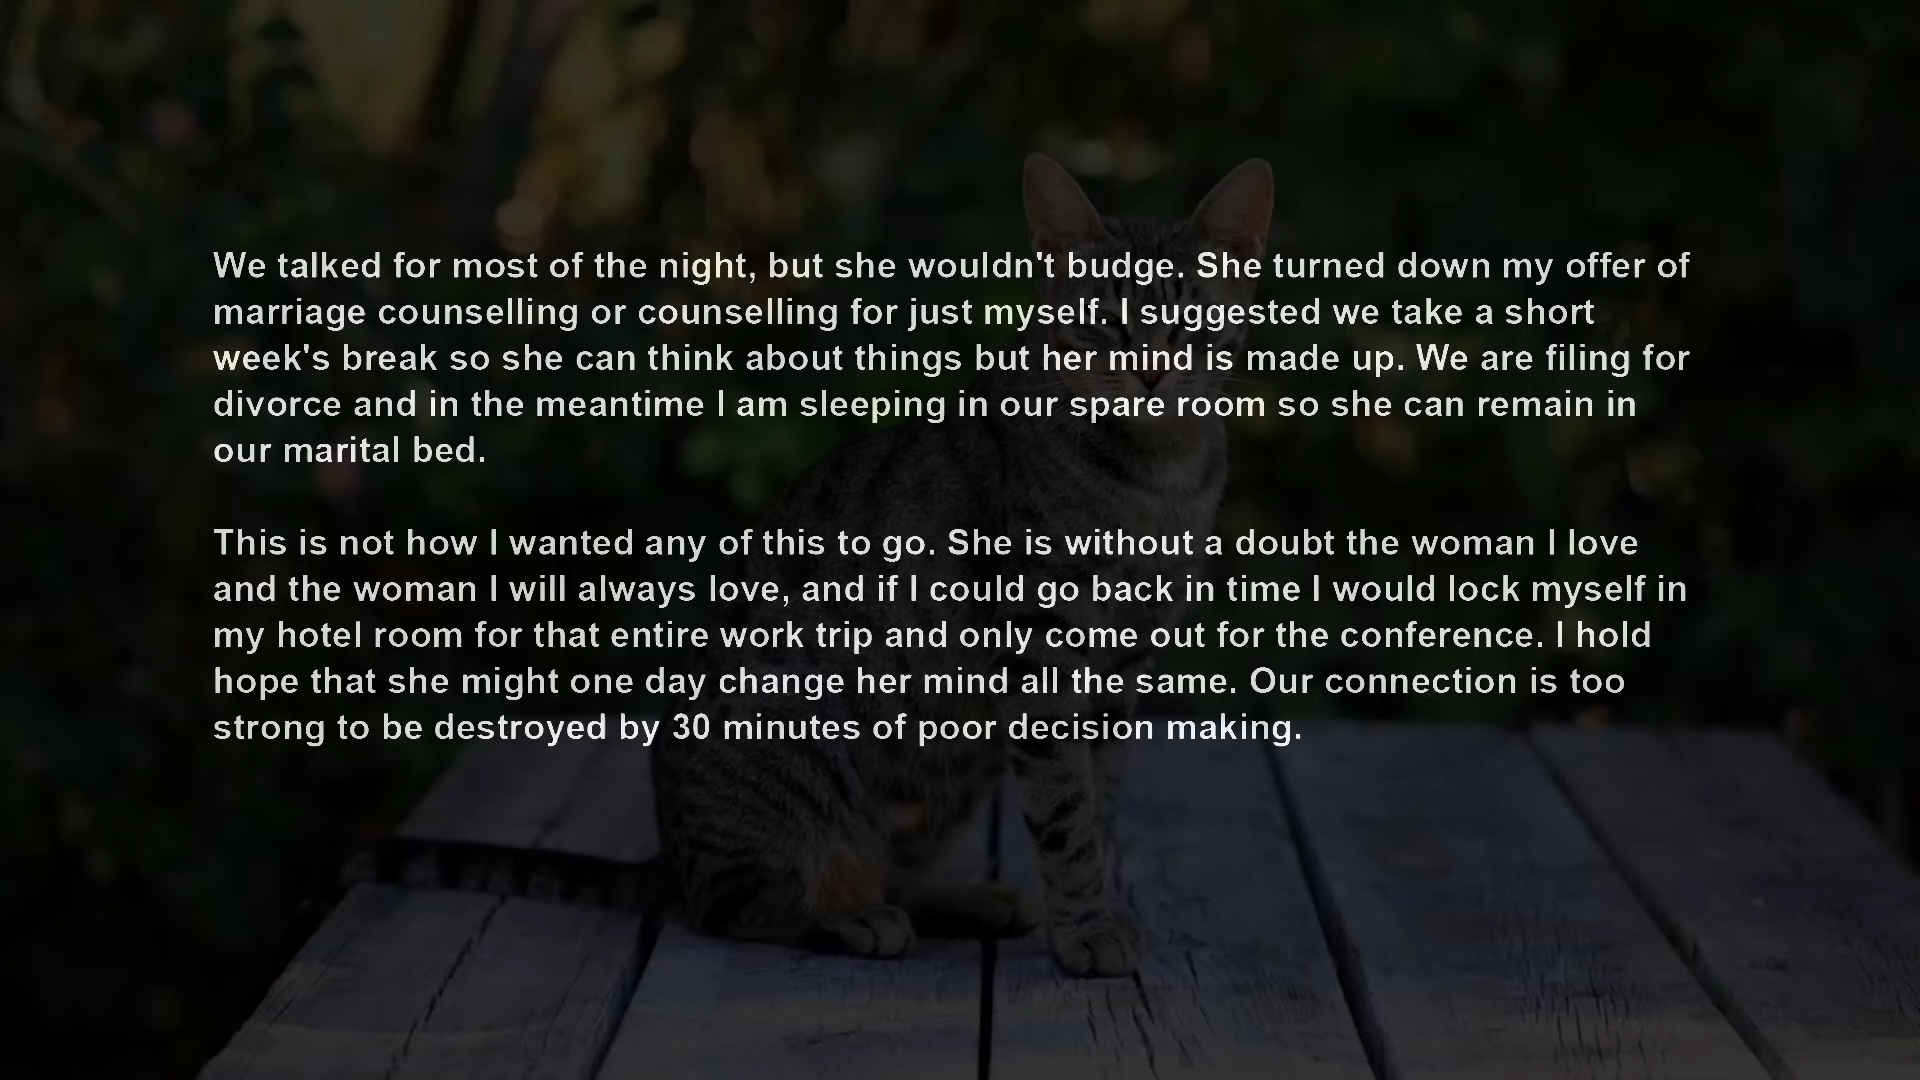 We talked for most of the night, but she wouldn't budge. She turned down my offer of
marriage counselling or counselling for just myself. I suggested we take a short
week's break so she can think about things but her mind is made up. We are filing for
divorce and in the meantime I am sleeping in our spare room so she can remain in
our marital bed.
This is not how I wanted any of this to go. She is without a doubt the woman I love
and the woman I will always love, and if I could go back in time I would lock myself in
my hotel room for that entire work trip and only come out for the conference. I hold
hope that she might one day change her mind all the same. Our connection is too
strong to be destroyed by 30 minutes of poor decision making.